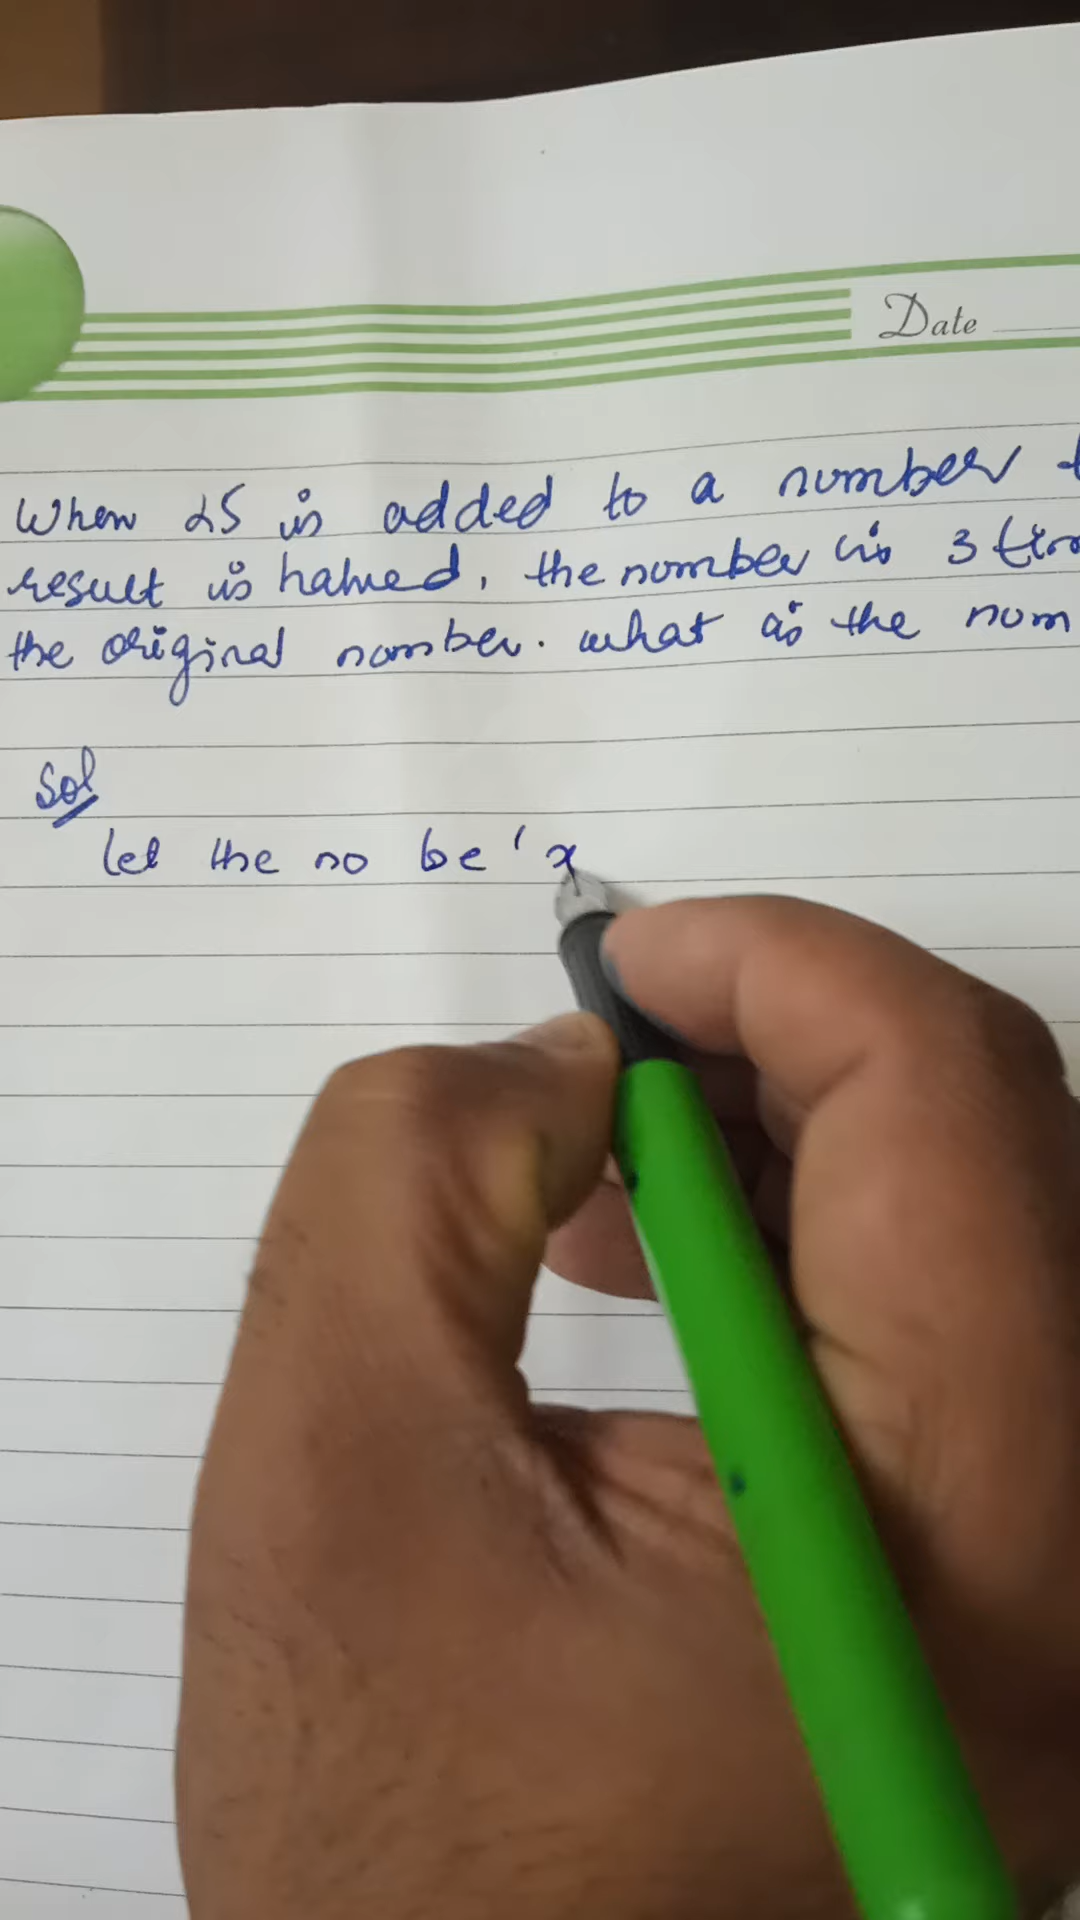 Date
When 25 is added to a number
result is halved, the number is 3
the original number. what is the num
Sol
let the no be 'x